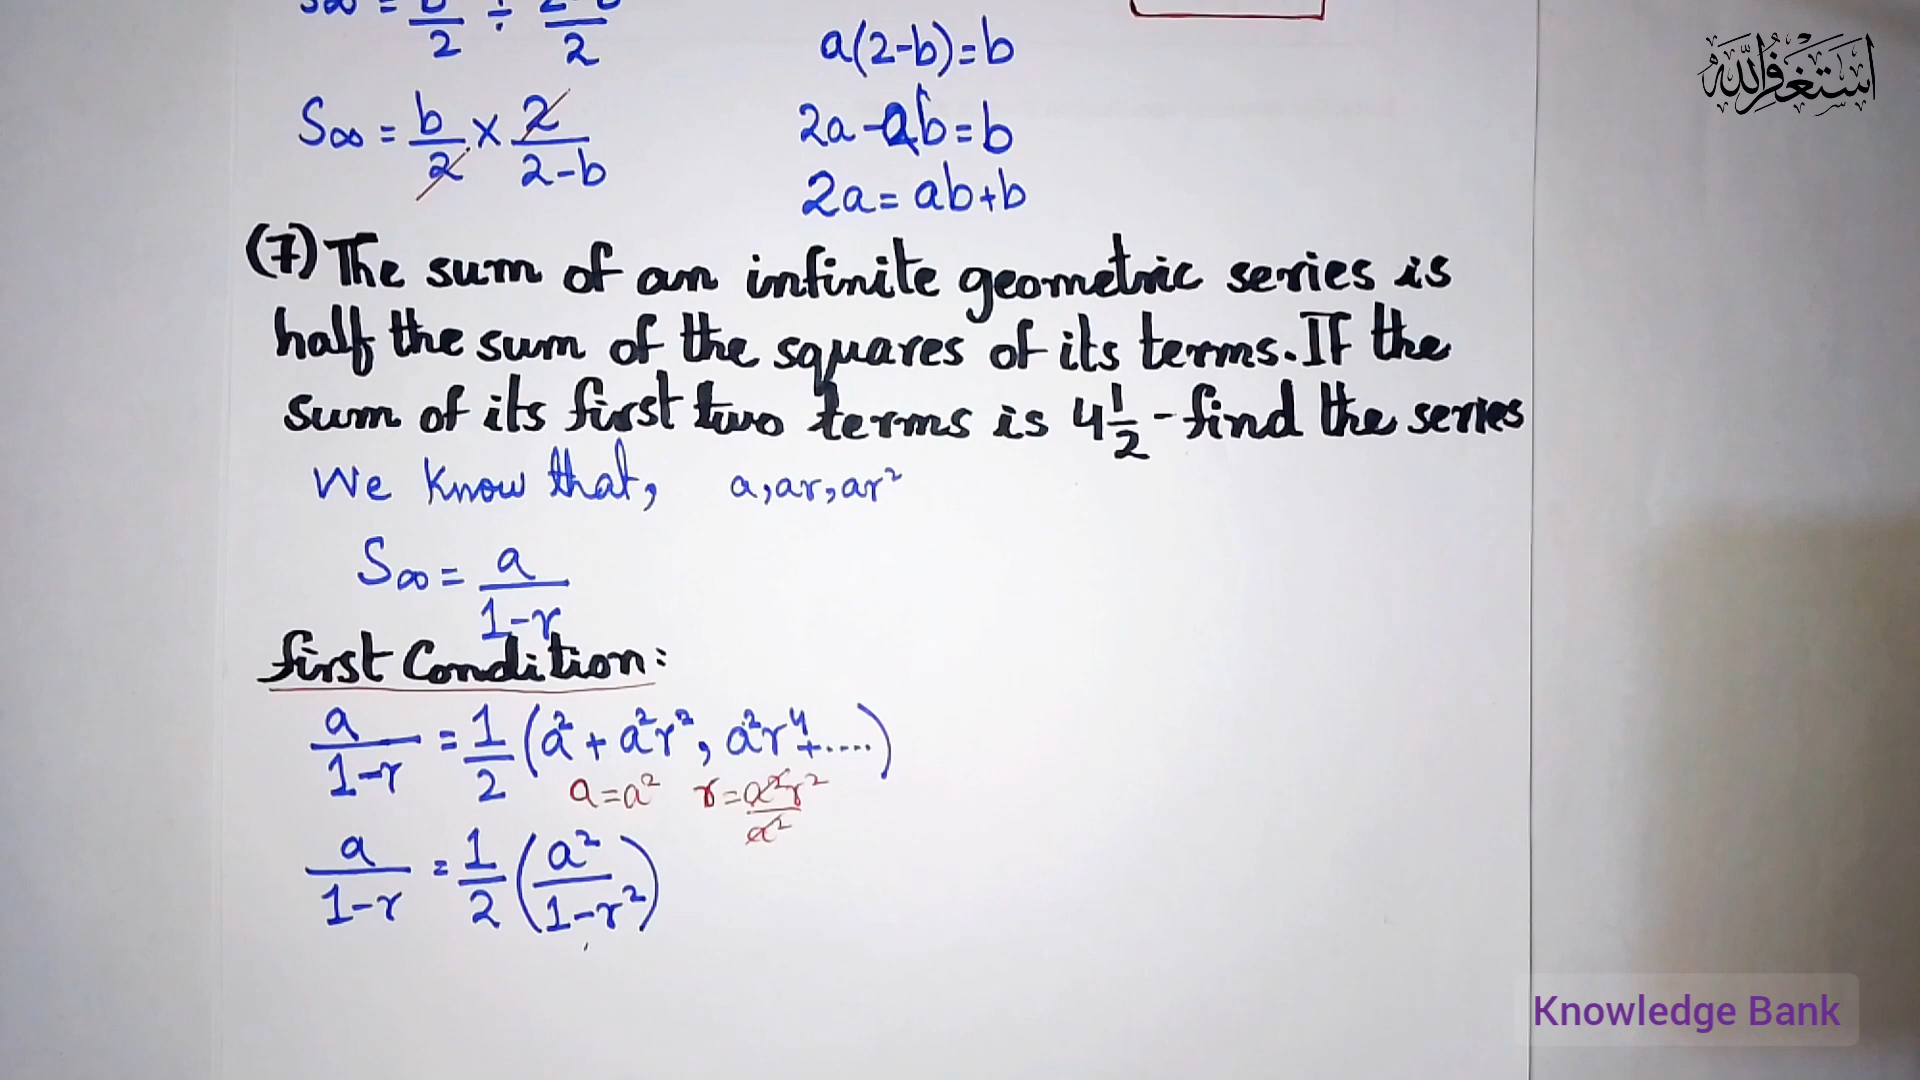 a(2-b)=b
S∞ = b/2 × 2/2-b
2a-ab=b
2a=ab+b
(7) The sum of an infinite geometric series is
half the sum of the squares of its terms. If the
sum of its first two terms is 4 1/2 - find the series
We know that, a, ar, ar²
S∞ = a/1-r
first Condition:
a/1-r = 1/2 (a² + a²r², a²r⁴+....)
a=a² r=a²r²/a²
a/1-r = 1/2 (a²/1-r²)
أستغفر الله
Knowledge Bank